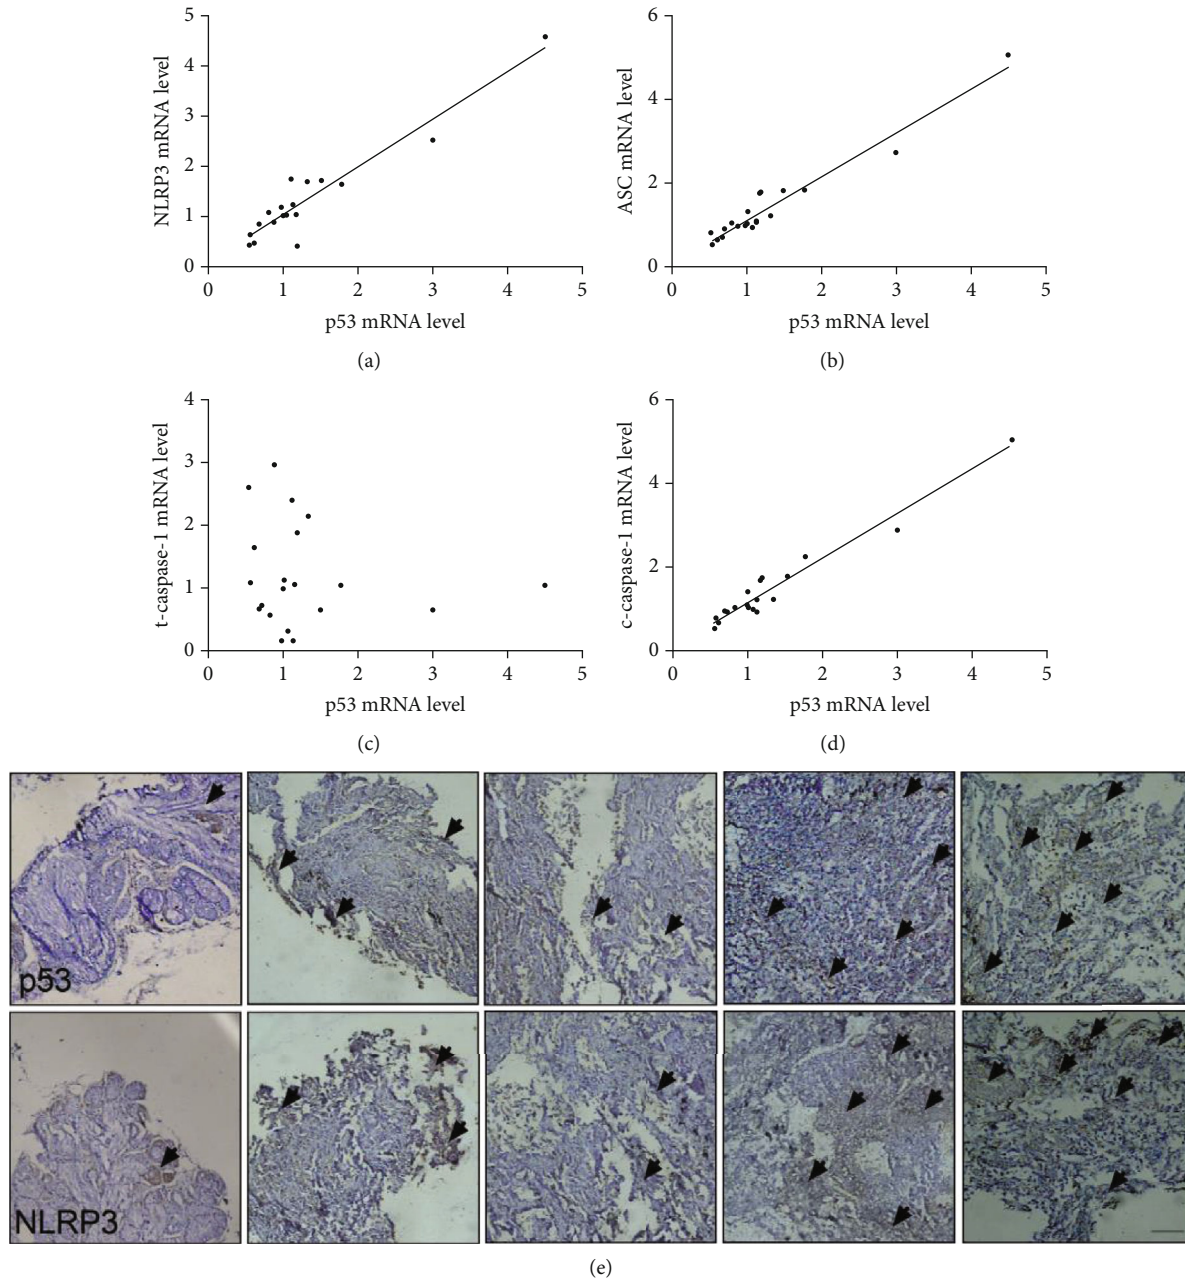 5
4
3
2
1
0
NLRP3 mRNA level
0 1 2 3 4 5
p53 mRNA level
(a)
6
4
2
0
ASC mRNA level
0 1 2 3 4 5
p53 mRNA level
(b)
4
3
2
1
0
t-caspase-1 mRNA level
0 1 2 3 4 5
p53 mRNA level
(c)
6
4
2
0
c-caspase-1 mRNA level
0 1 2 3 4 5
p53 mRNA level
(d)
p53
NLRP3
(e)